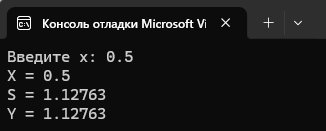 Консоль отладки Microsoft Vi
Введите x: 0.5
X = 0.5
S = 1.12763
Y = 1.12763